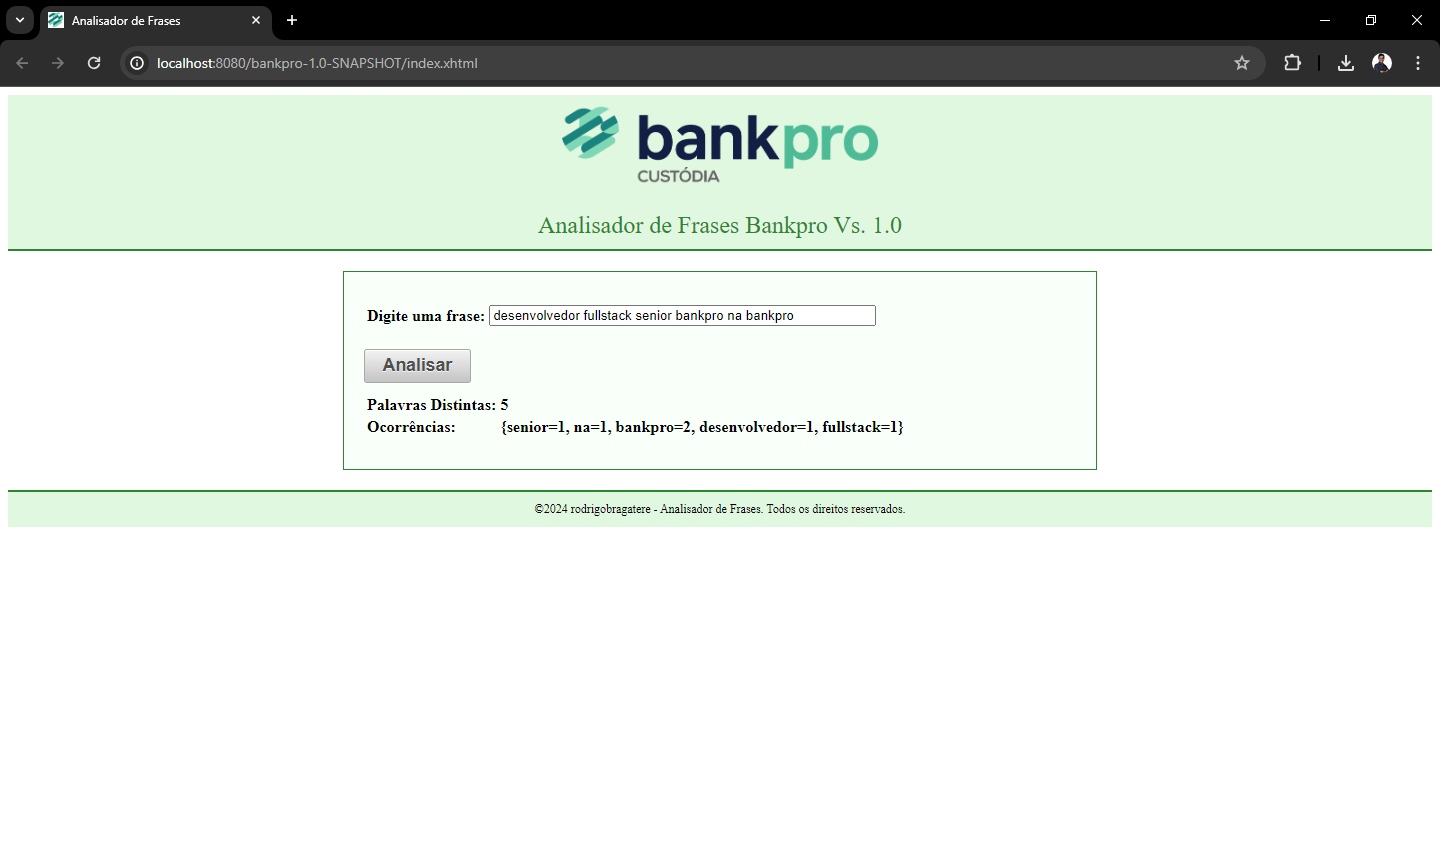 Analisador de Frases
localhost:8080/bankpro-1.0-SNAPSHOT/index.xhtml
bankpro
CUSTÓDIA
Analisador de Frases Bankpro Vs. 1.0
Digite uma frase: desenvolvedor fullstack senior bankpro na bankpro
Analisar
Palavras Distintas: 5
Ocorrências: {senior=1, na=1, bankpro=2, desenvolvedor=1, fullstack=1}
©2024 rodrigobragatere - Analisador de Frases. Todos os direitos reservados.